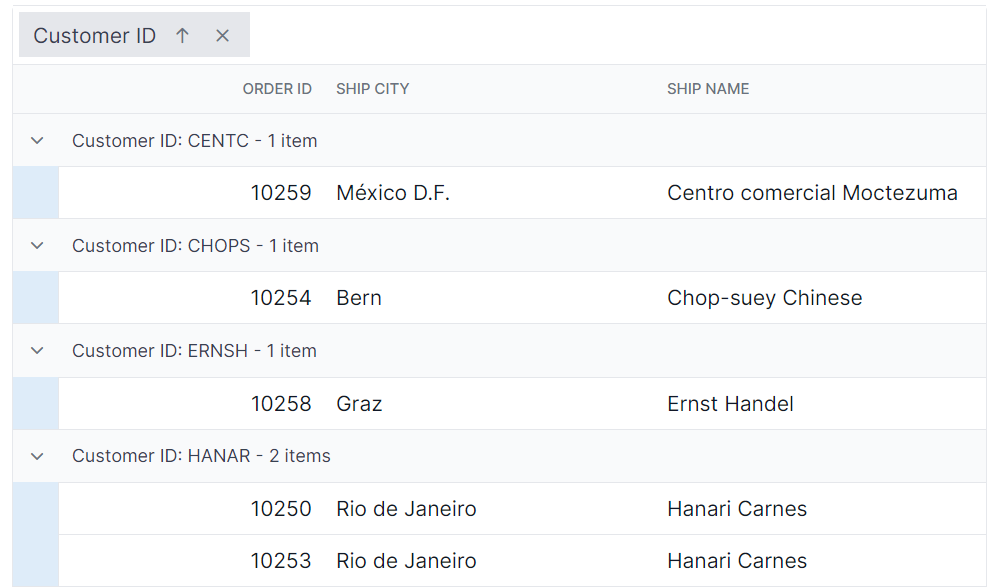 Customer ID
ORDER ID SHIP CITY SHIP NAME
Customer ID: CENTC - 1 item
10259 México D.F. Centro comercial Moctezuma
Customer ID: CHOPS - 1 item
10254 Bern Chop-suey Chinese
Customer ID: ERNSH - 1 item
10258 Graz Ernst Handel
Customer ID: HANAR - 2 items
10250 Rio de Janeiro Hanari Carnes
10253 Rio de Janeiro Hanari Carnes